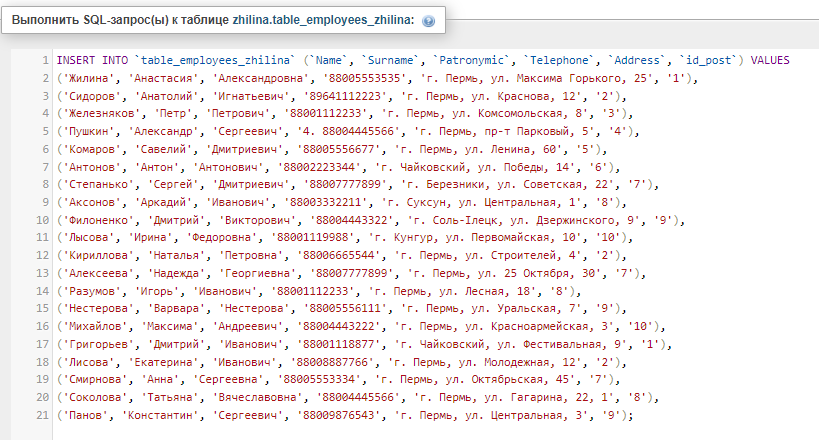 Выполнить SQL-запрос(ы) к таблице zhilina.table_employees_zhilina:
1 INSERT INTO `table_employees_zhilina` (`Name`, `Surname`, `Patronymic`, `Telephone`, `Address`, `id_post`) VALUES
2 ('Жилина', 'Анастасия', 'Александровна', '88005553535', 'г. Пермь, ул. Максима Горького, 25', '1'),
3 ('Сидоров', 'Анатолий', 'Игнатьевич', '89641112223', 'г. Пермь, ул. Краснова, 12', '2'),
4 ('Железняков', 'Петр', 'Петрович', '88001112233', 'г. Пермь, ул. Комсомольская, 8', '3'),
5 ('Пушкин', 'Александр', 'Сергеевич', '4. 88004445566', 'г. Пермь, пр-т Парковый, 5', '4'),
6 ('Комаров', 'Савелий', 'Дмитриевич', '88005556677', 'г. Пермь, ул. Ленина, 60', '5'),
7 ('Антонов', 'Антон', 'Антонович', '88002223344', 'г. Чайковский, ул. Победы, 14', '6'),
8 ('Степанько', 'Сергей', 'Дмитриевич', '88007777899', 'г. Березники, ул. Советская, 22', '7'),
9 ('Аксонов', 'Аркадий', 'Иванович', '88003332211', 'г. Суксун, ул. Центральная, 1', '8'),
10 ('Филоненко', 'Дмитрий', 'Викторович', '88004443322', 'г. Соль-Iлецк, ул. Дзержинского, 9', '9'),
11 ('Лысова', 'Ирина', 'Федоровна', '88001119988', 'г. Кунгур, ул. Первомайская, 10', '10'),
12 ('Кириллова', 'Наталья', 'Петровна', '88006665544', 'г. Пермь, ул. Строителей, 4', '2'),
13 ('Алексеева', 'Надежда', 'Георгиевна', '88007777899', 'г. Пермь, ул. 25 Октября, 30', '7'),
14 ('Разумов', 'Игорь', 'Иванович', '88001112233', 'г. Пермь, ул. Лесная, 18', '8'),
15 ('Нестерова', 'Варвара', 'Нестерова', '88005556111', 'г. Пермь, ул. Уральская, 7', '9'),
16 ('Михайлов', 'Максима', 'Андреевич', '88004443222', 'г. Пермь, ул. Красноармейская, 3', '10'),
17 ('Григорьев', 'Дмитрий', 'Иванович', '88001118877', 'г. Чайковский, ул. Фестивальная, 9', '1'),
18 ('Лисова', 'Екатерина', 'Иванович', '88008887766', 'г. Пермь, ул. Молодежная, 12', '2'),
19 ('Смирнова', 'Анна', 'Сергеевна', '88005553334', 'г. Пермь, ул. Октябрьская, 45', '7'),
20 ('Соколова', 'Татьяна', 'Вячеславовна', '88004445566', 'г. Пермь, ул. Гагарина, 22, 1', '8'),
21 ('Панов', 'Константин', 'Сергеевич', '88009876543', 'г. Пермь, ул. Центральная, 3', '9');